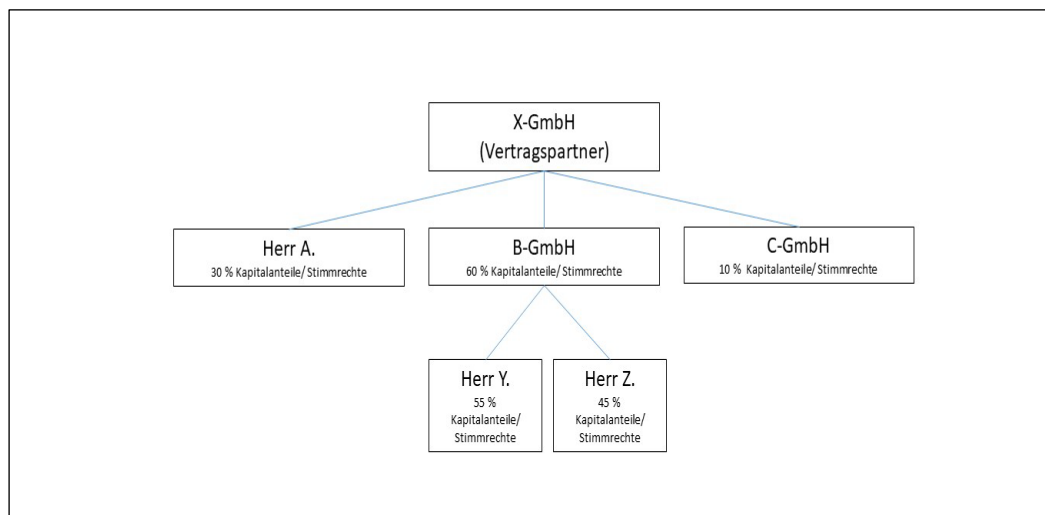 X-GmbH
(Vertragspartner)
Herr A.
30 % Kapitalanteile/ Stimmrechte
B-GmbH
60 % Kapitalanteile/ Stimmrechte
C-GmbH
10 % Kapitalanteile/ Stimmrechte
Herr Y.
55 %
Kapitalanteile/
Stimmrechte
Herr Z.
45 %
Kapitalanteile/
Stimmrechte